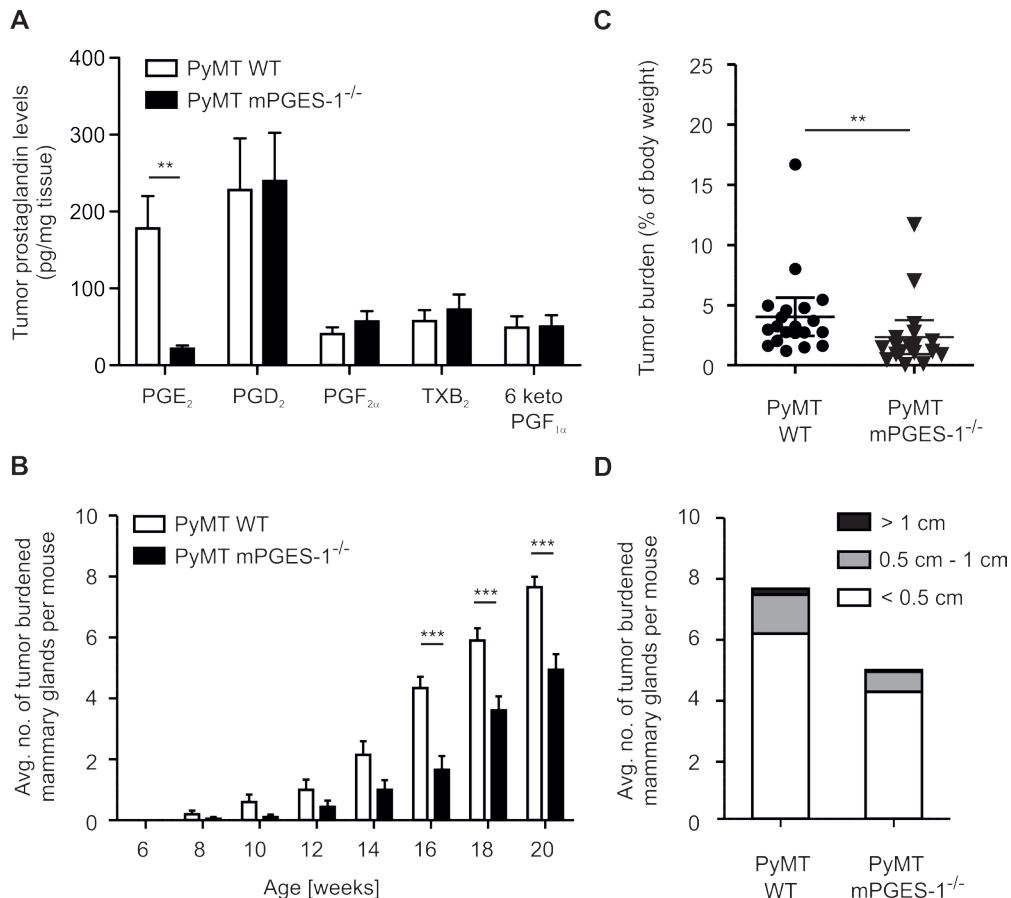 A
Tumor prostaglandin levels
(pg/mg tissue)
400
300
200
100
0
PyMT WT
PyMT mPGES-1-/-
**
PGE2
PGD2
PGF2α
TXB2
6 keto
PGF1α
C
Tumor burden (% of body weight)
25
20
15
10
5
0
**
PyMT
WT
PyMT
mPGES-1-/-
B
Avg. no. of tumor burdened
mammary glands per mouse
10
8
6
4
2
0
PyMT WT
PyMT mPGES-1-/-
***
***
***
6
8
10
12
14
16
18
20
Age [weeks]
D
Avg. no. of tumor burdened
mammary glands per mouse
10
8
6
4
2
0
> 1 cm
0.5 cm - 1 cm
< 0.5 cm
PyMT
WT
PyMT
mPGES-1-/-